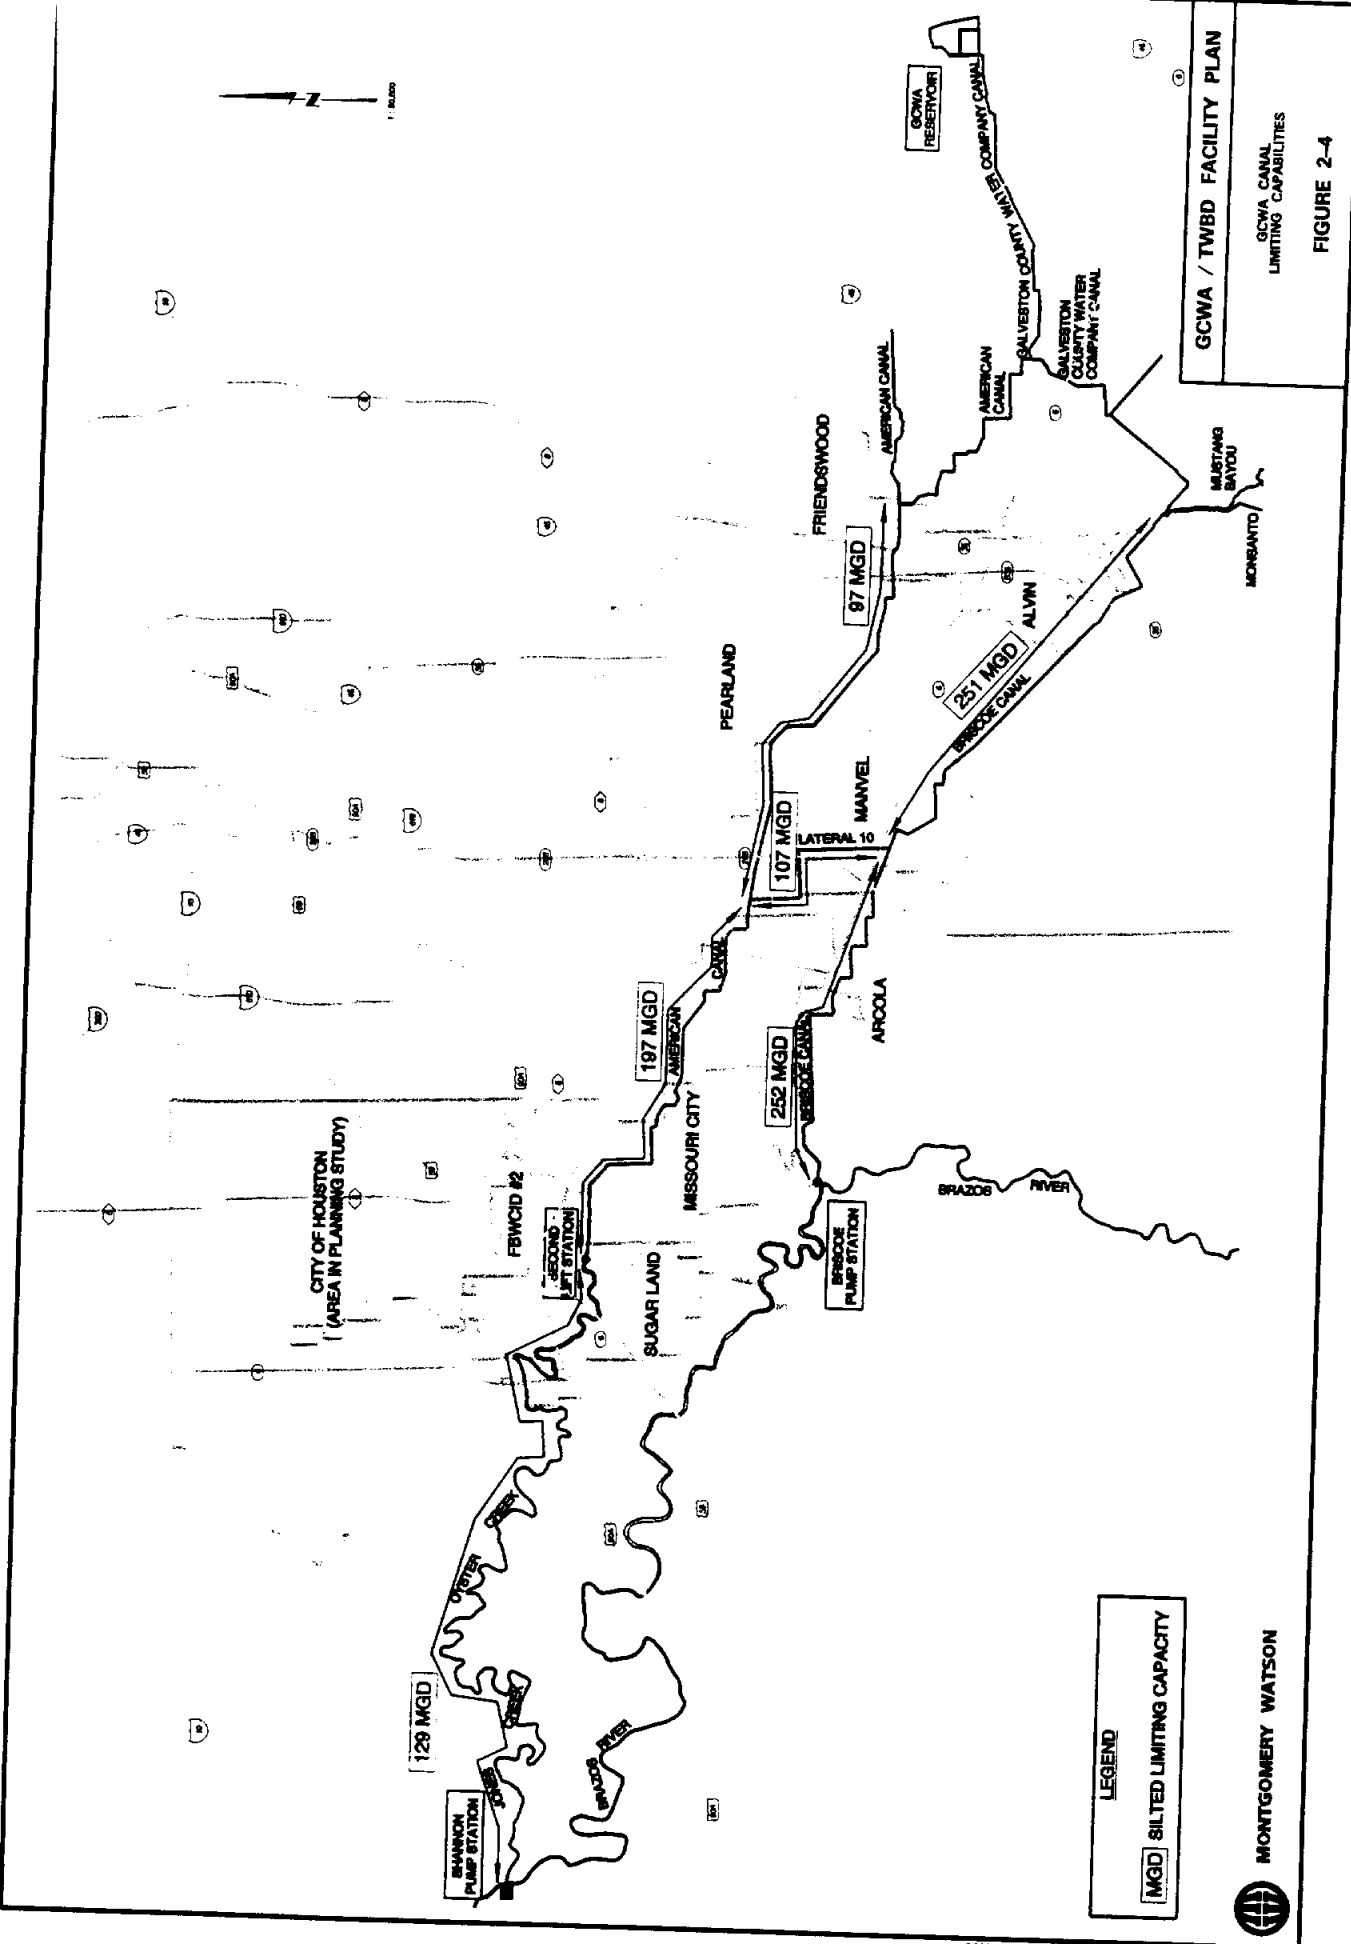 CITY OF HOUSTON
(AREA IN PLANNING STUDY)
N
129 MGD
SHANNON
PUMP STATION
JONES
CREEK
OYSTER
CREEK
BRAZOS
RIVER
FBWCID #2
SECOND
LIFT STATION
SUGAR LAND
MISSOURI CITY
197 MGD
AMERICAN
CANAL
252 MGD
BRISCOE CANAL
BRISCOE
PUMP STATION
BRAZOS
RIVER
ARCOLA
107 MGD
LATERAL 10
MANVEL
PEARLAND
97 MGD
FRIENDSWOOD
AMERICAN CANAL
AMERICAN
CANAL
251 MGD
BRISCOE CANAL
ALVIN
GALVESTON COUNTY WATER COMPANY CANAL
GALVESTON
COUNTY WATER
COMPANY CANAL
GCWA
RESERVOIR
MUSTANG
BAYOU
MONSANTO
LEGEND
MGD SILTED LIMITING CAPACITY
MONTGOMERY WATSON
GCWA / TWBD FACILITY PLAN
GCWA CANAL
LIMITING CAPABILITIES
FIGURE 2-4